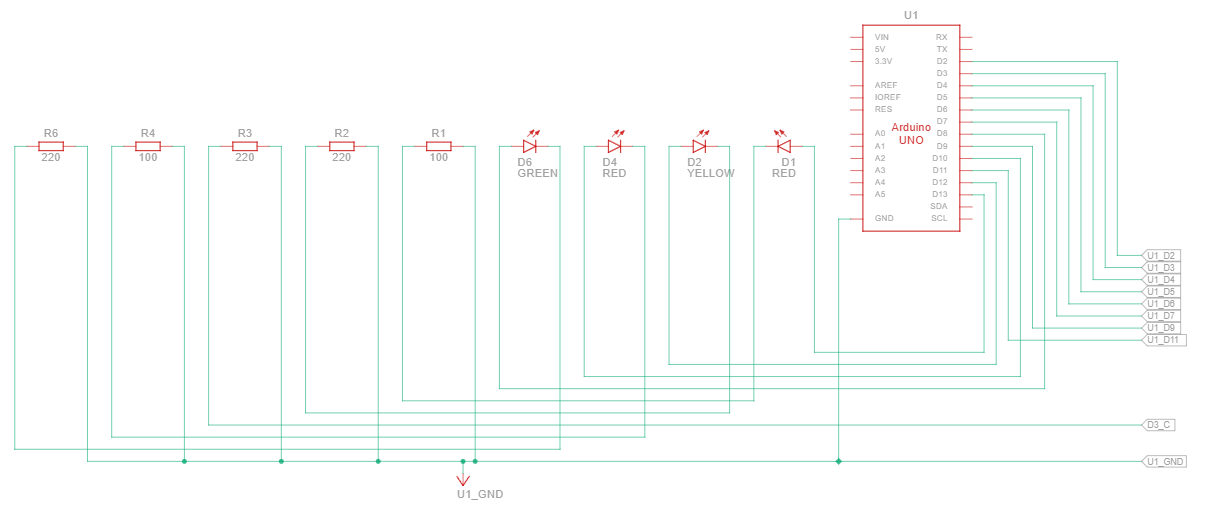 U1
VIN RX
5V TX
3.3V D2
D3
AREF D4
IOREF D5
RES D6
D7
Arduino
UNO
A0 D8
A1 D9
A2 D10
A3 D11
A4 D12
A5 D13
SDA
GND SCL
R6
220
R4
100
R3
220
R2
220
R1
100
D6
GREEN
D4
RED
D2
YELLOW
D1
RED
U1_D2
U1_D3
U1_D4
U1_D5
U1_D6
U1_D7
U1_D9
U1_D11
D3_C
U1_GND
U1_GND